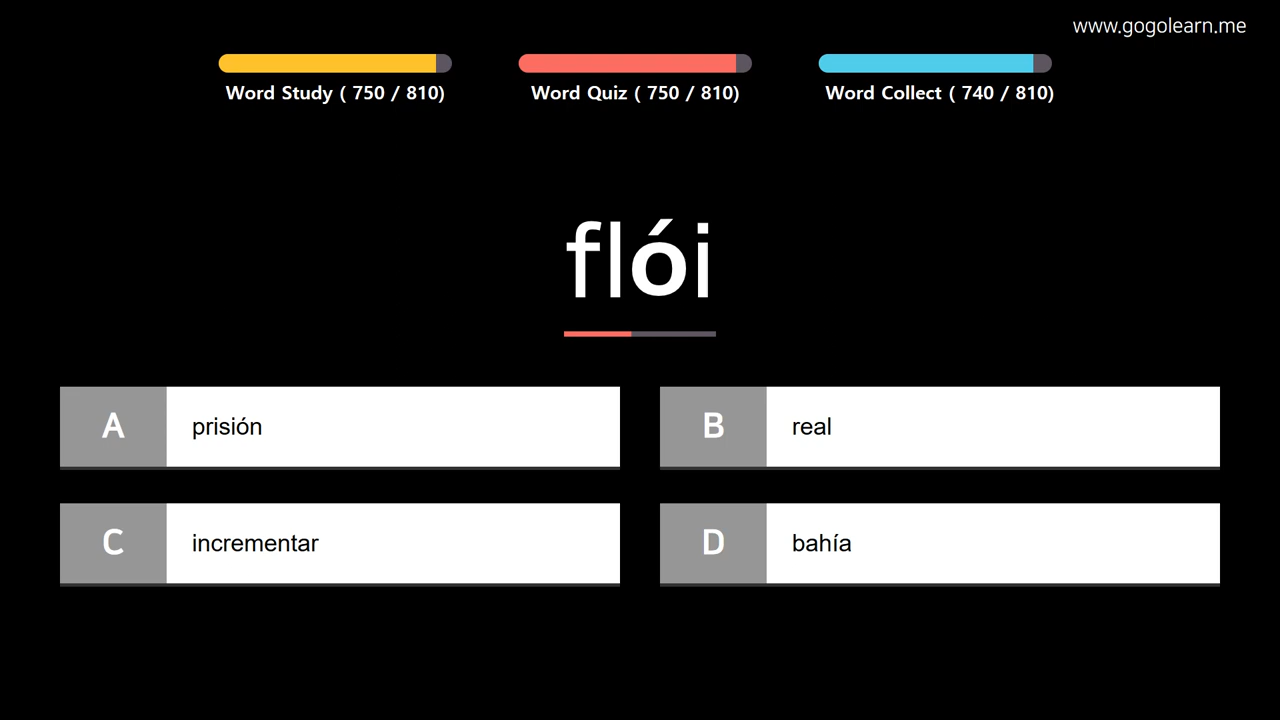 www.gogolearn.me
Word Study ( 750 / 810)
Word Quiz ( 750 / 810)
Word Collect ( 740 / 810)
flói
A prisión
B real
C incrementar
D bahía